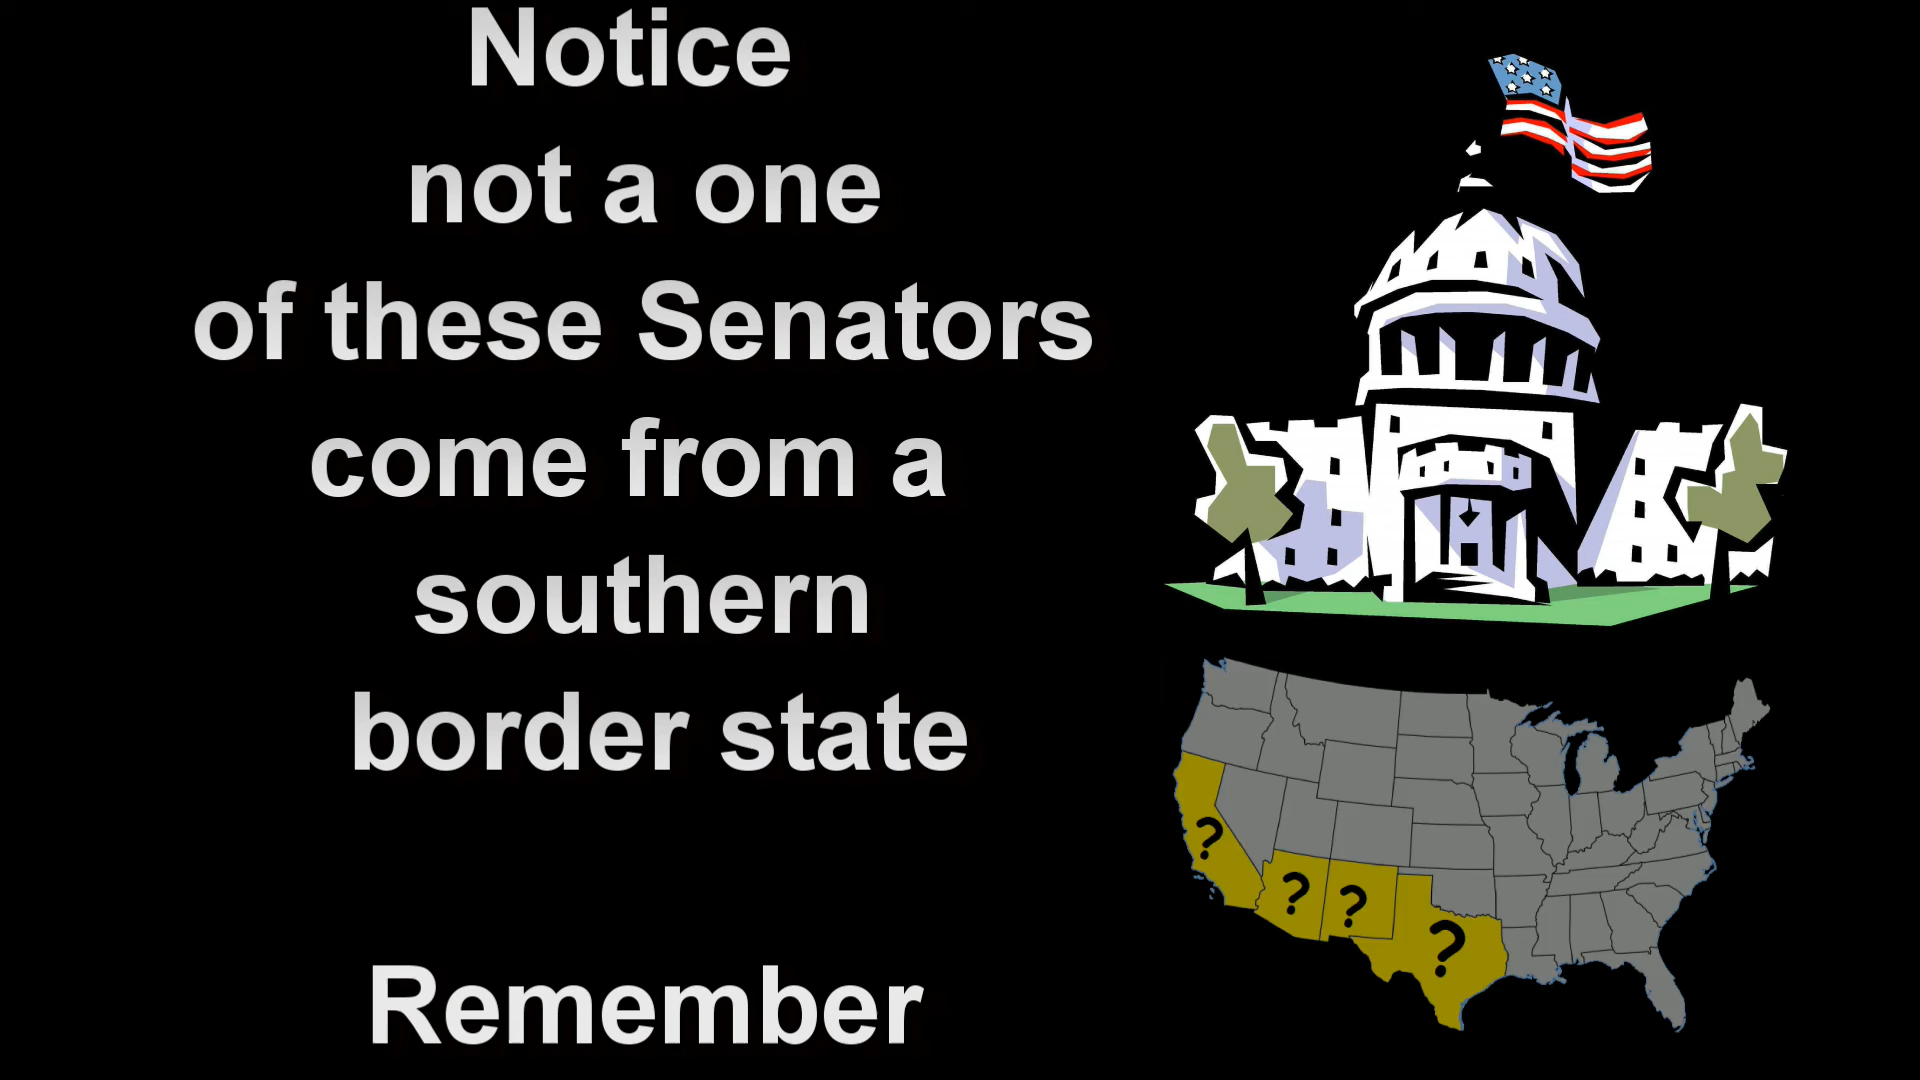 Notice
not a one
of these Senators
come from a
southern
border state
Remember
?
?
?
?